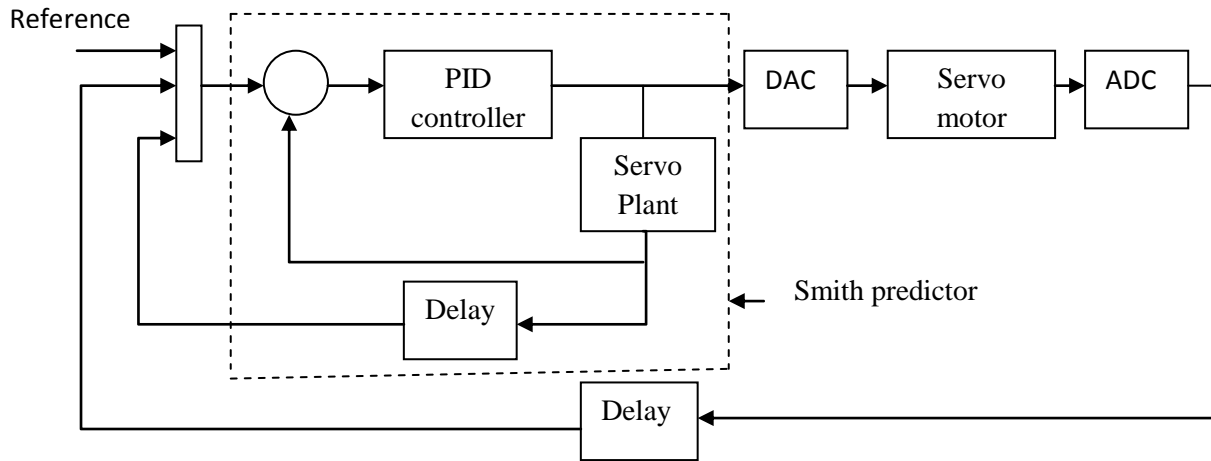 Reference
PID
controller
DAC
Servo
motor
ADC
Servo
Plant
Smith predictor
Delay
Delay